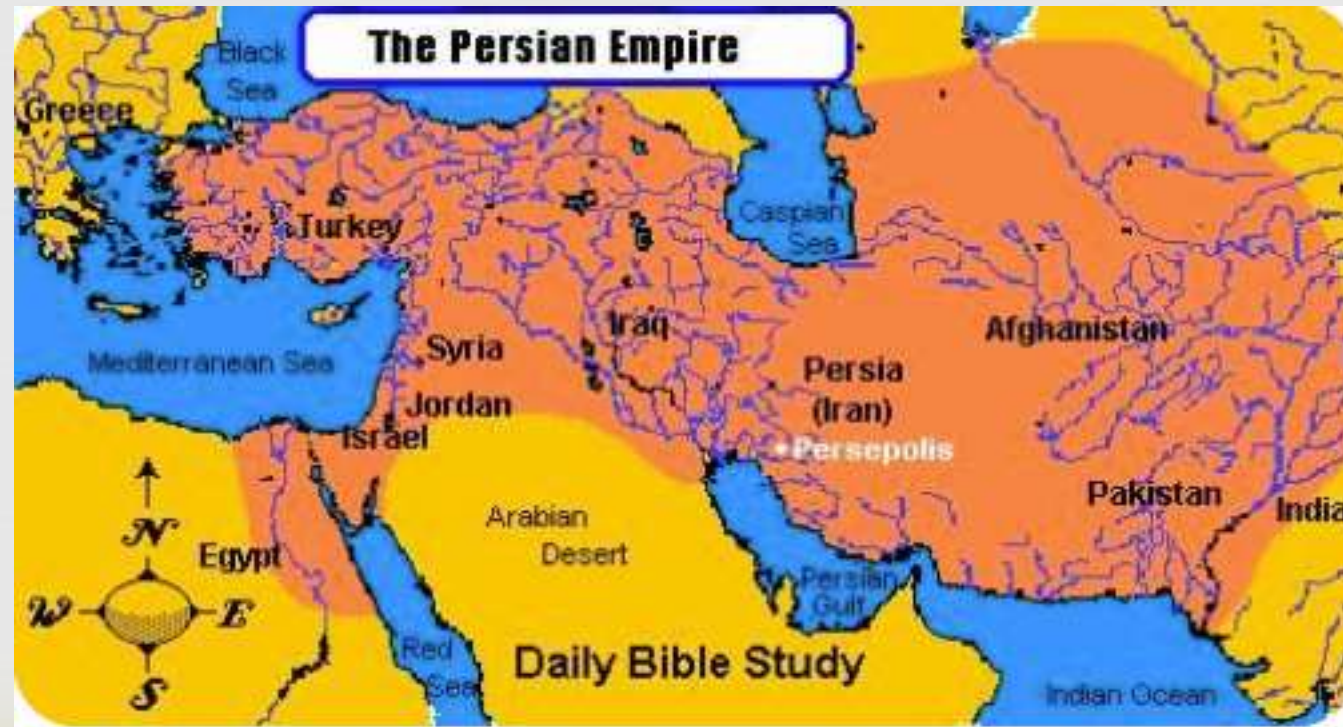 The Persian Empire
Black
Sea
Greece
Caspian
Sea
Turkey
Iraq
Afghanistan
Syria
Mediterranean Sea
Persia
(Iran)
Jordan
Israel
Persepolis
Pakistan
India
Arabian
Desert
N
Egypt
Persian
Gulf
W
E
Red
Sea
Daily Bible Study
S
Indian Ocean